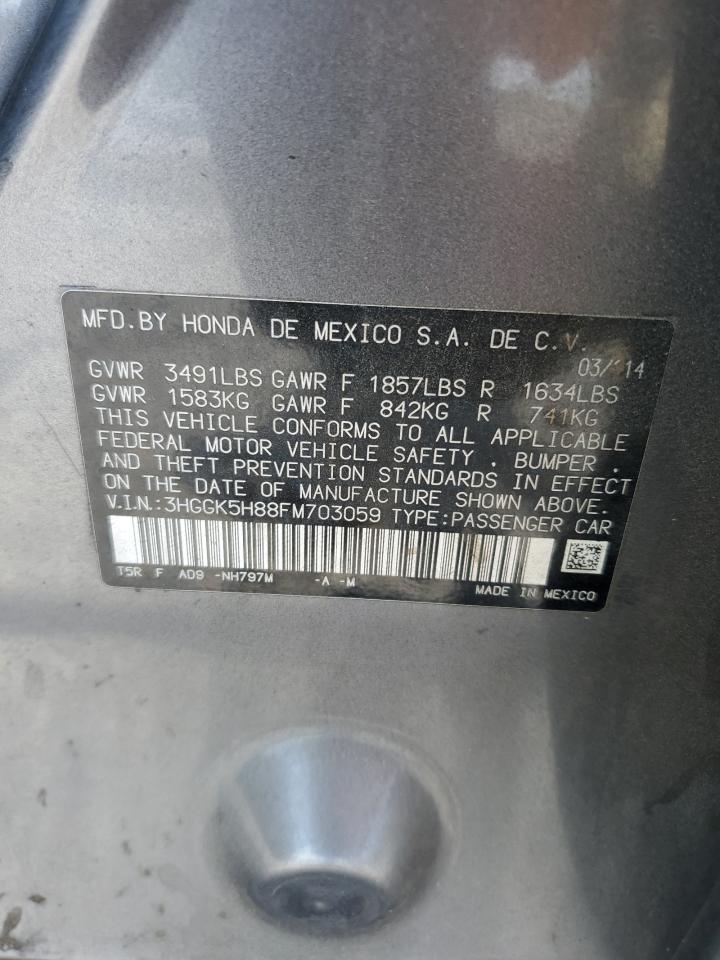 MFD.BY HONDA DE MEXICO S.A. DE C.V.
03/14
GVWR 3491LBS GAWR F 1857LBS R 1634LBS
GVWR 1583KG GAWR F 842KG R 741KG
THIS VEHICLE CONFORMS TO ALL APPLICABLE
FEDERAL MOTOR VEHICLE SAFETY , BUMPER ,
AND THEFT PREVENTION STANDARDS IN EFFECT
ON THE DATE OF MANUFACTURE SHOWN ABOVE.
V.I.N.:3HGGK5H88FM703059 TYPE:PASSENGER CAR
T5R F AD9 -NH797M -A -M
MADE IN MEXICO